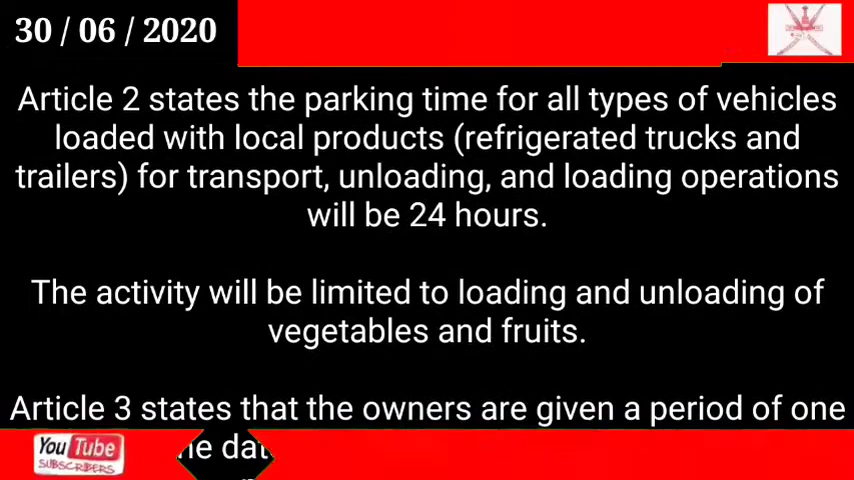 30 / 06 / 2020
Article 2 states the parking time for all types of vehicles
loaded with local products (refrigerated trucks and
trailers) for transport, unloading, and loading operations
will be 24 hours.
The activity will be limited to loading and unloading of
vegetables and fruits.
Article 3 states that the owners are given a period of one
You Tube
SUBSCRIBERS